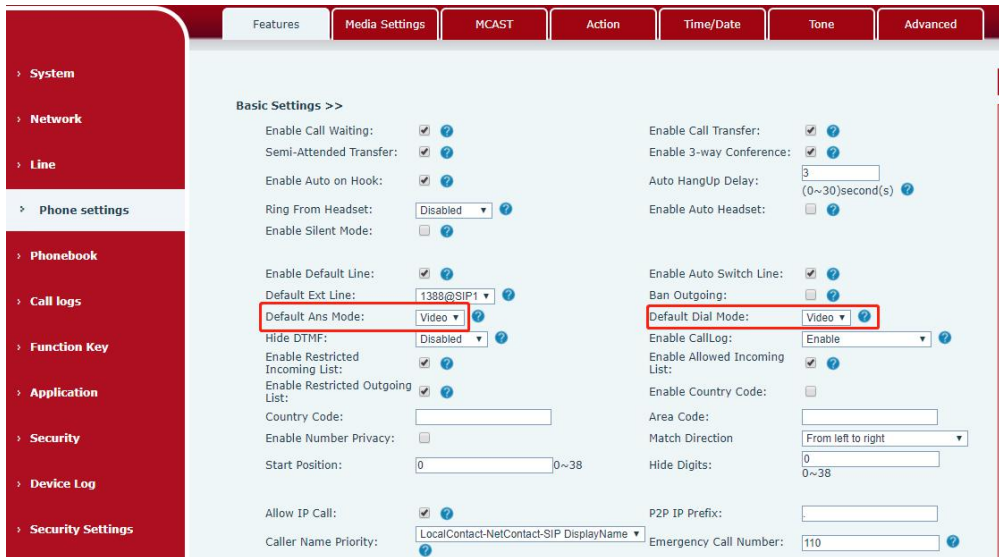 Features Media Settings MCAST Action Time/Date Tone Advanced
› System
› Network
› Line
› Phone settings
› Phonebook
› Call logs
› Function Key
› Application
› Security
› Device Log
› Security Settings
Basic Settings >>
Enable Call Waiting: Enable Call Transfer:
Semi-Attended Transfer: Enable 3-way Conference:
Enable Auto on Hook: Auto HangUp Delay: 3
(0~30)second(s)
Ring From Headset: Disabled Enable Auto Headset:
Enable Silent Mode:
Enable Default Line: Enable Auto Switch Line:
Default Ext Line: 1388@SIP1 Ban Outgoing:
Default Ans Mode: Video Default Dial Mode: Video
Hide DTMF: Disabled Enable CallLog: Enable
Enable Restricted
Incoming List:
Enable Allowed Incoming
List:
Enable Restricted Outgoing
List:
Enable Country Code:
Country Code: Area Code:
Enable Number Privacy: Match Direction From left to right
Start Position: 0 0~38 Hide Digits: 0
0~38
Allow IP Call: P2P IP Prefix: .
Caller Name Priority: LocalContact-NetContact-SIP DisplayName Emergency Call Number: 110